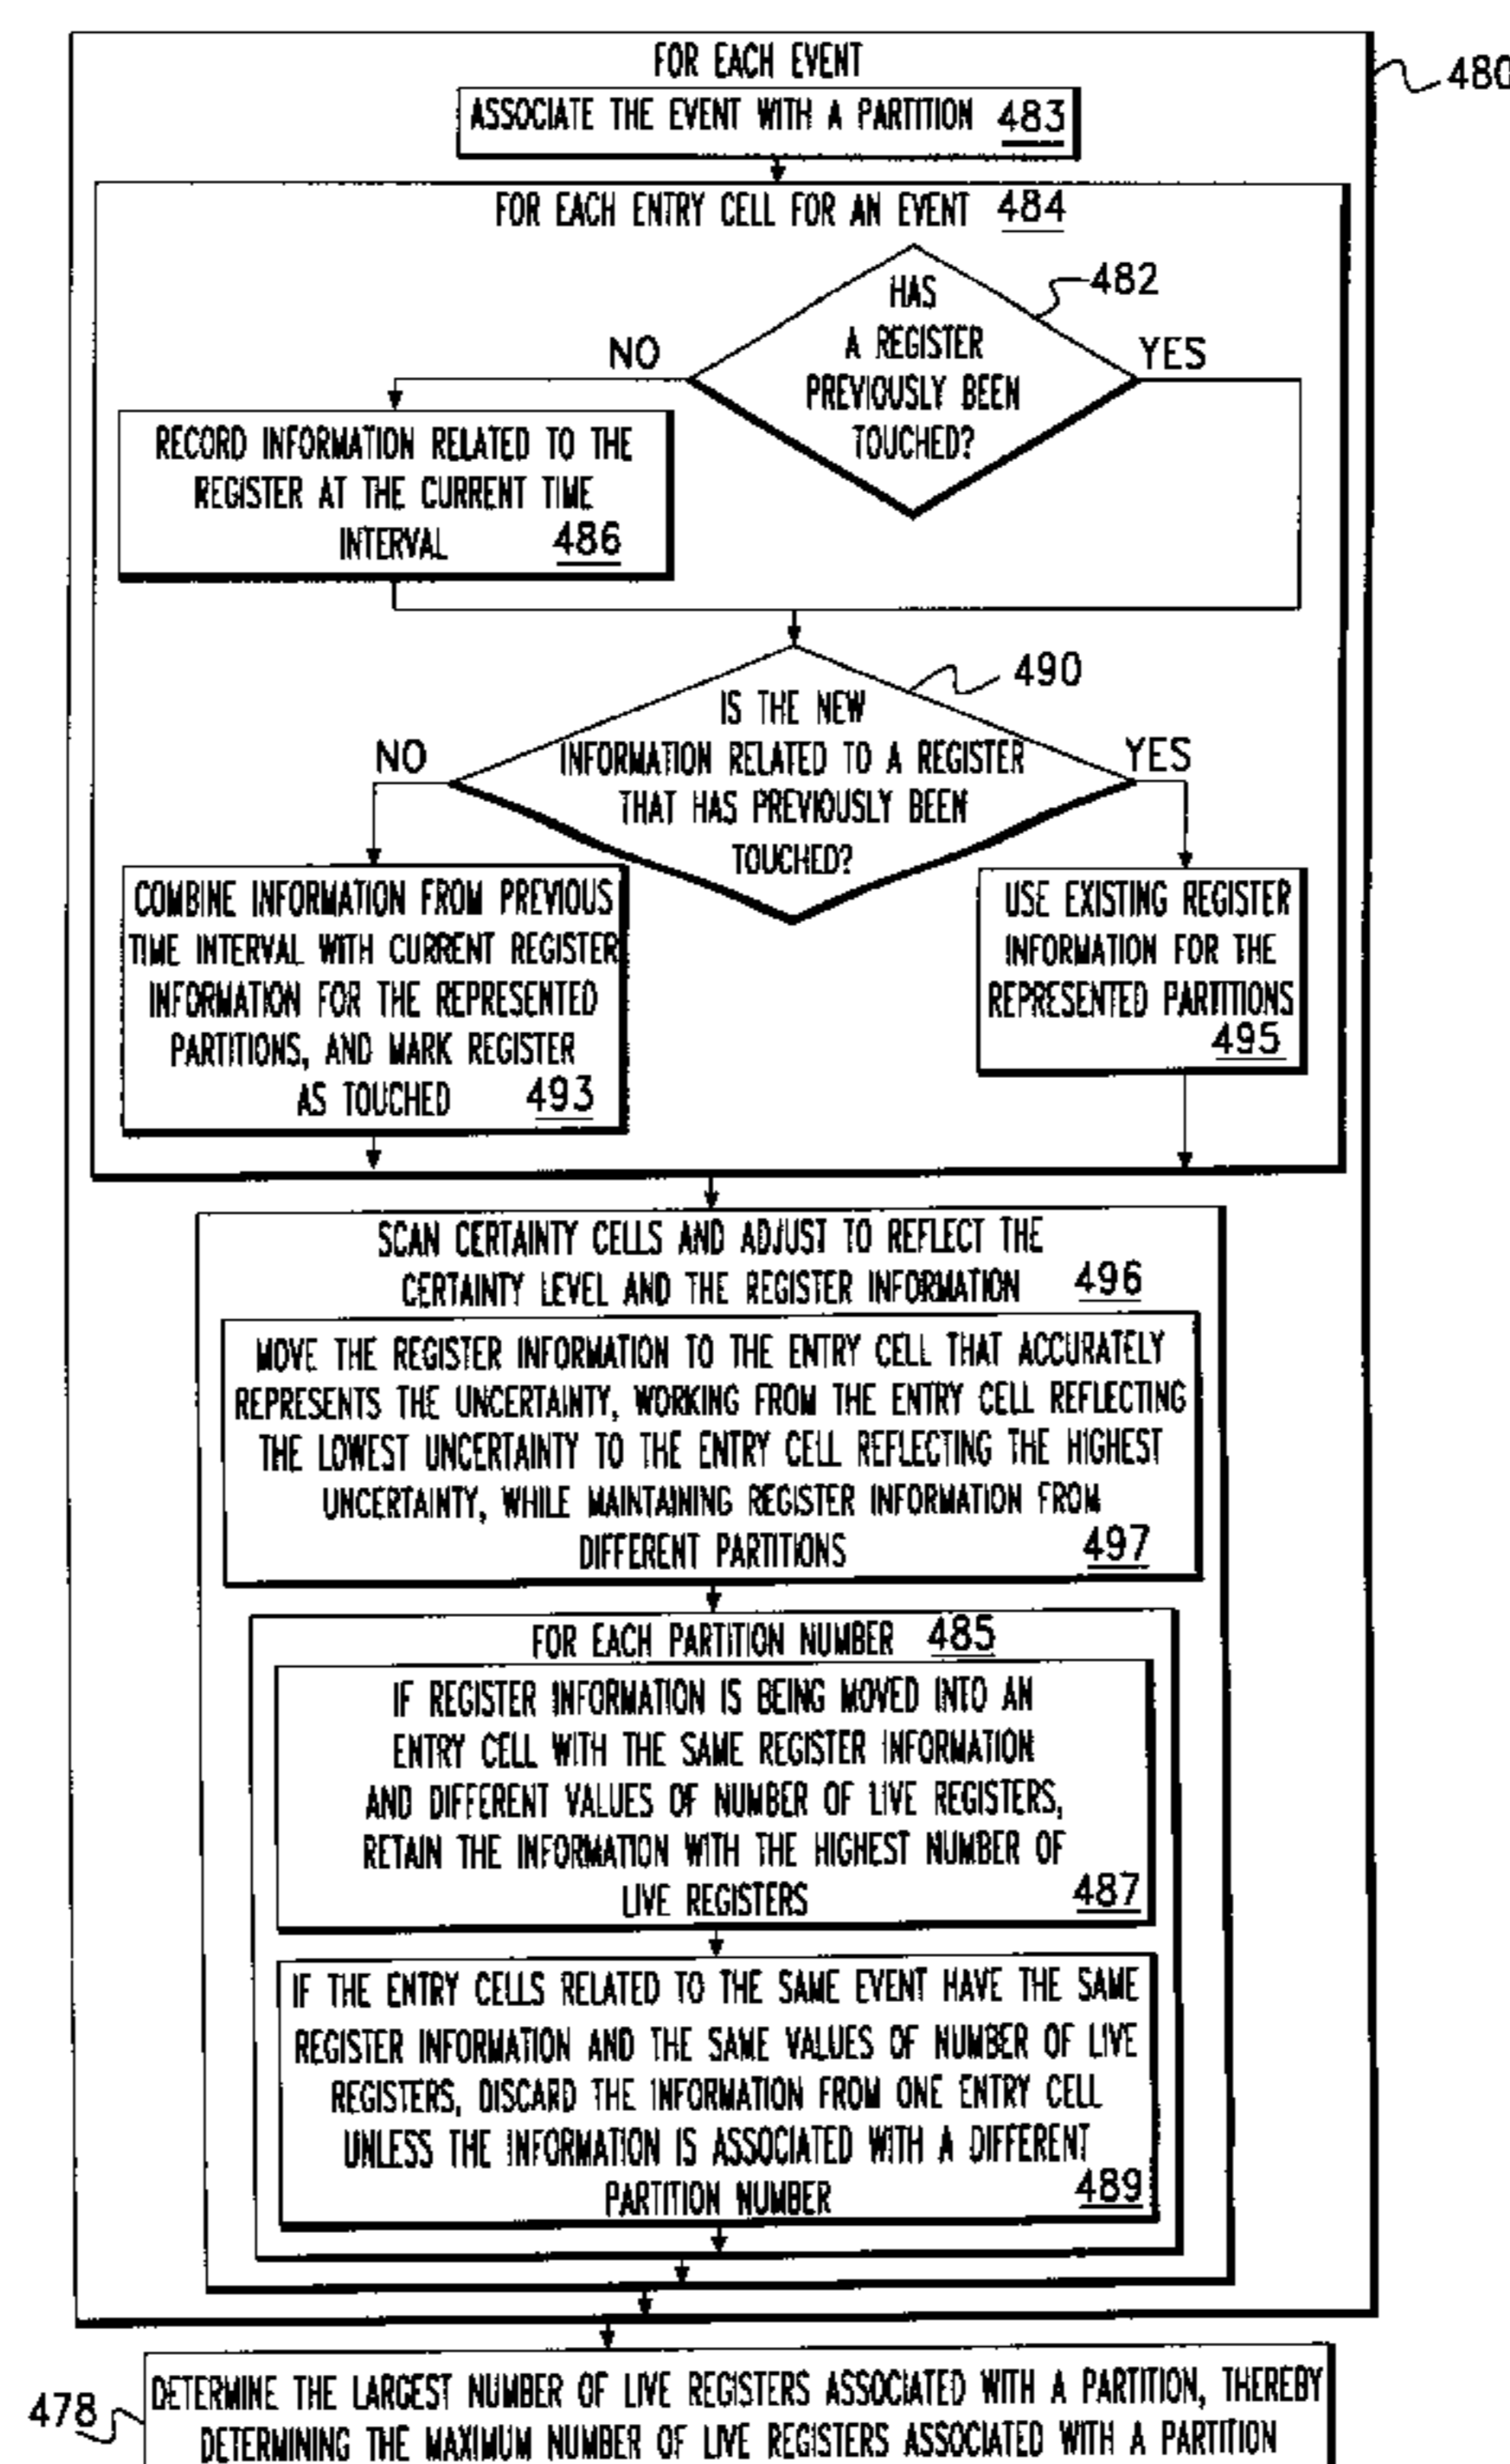 FOR EACH EVENT
480
ASSOCIATE THE EVENT WITH A PARTITION 483
FOR EACH ENTRY CELL FOR AN EVENT 484
482
HAS
A REGISTER
PREVIOUSLY BEEN
TOUCHED?
NO
YES
RECORD INFORMATION RELATED TO THE
REGISTER AT THE CURRENT TIME
INTERVAL 486
490
IS THE NEW
INFORMATION RELATED TO A REGISTER
THAT HAS PREVIOUSLY BEEN
TOUCHED?
NO
YES
COMBINE INFORMATION FROM PREVIOUS
TIME INTERVAL WITH CURRENT REGISTER
INFORMATION FOR THE REPRESENTED
PARTITIONS, AND MARK REGISTER
AS TOUCHED 493
USE EXISTING REGISTER
INFORMATION FOR THE
REPRESENTED PARTITIONS
495
SCAN CERTAINTY CELLS AND ADJUST TO REFLECT THE
CERTAINTY LEVEL AND THE REGISTER INFORMATION 496
MOVE THE REGISTER INFORMATION TO THE ENTRY CELL THAT ACCURATELY
REPRESENTS THE UNCERTAINTY, WORKING FROM THE ENTRY CELL REFLECTING
THE LOWEST UNCERTAINTY TO THE ENTRY CELL REFLECTING THE HIGHEST
UNCERTAINTY, WHILE MAINTAINING REGISTER INFORMATION FROM
DIFFERENT PARTITIONS 497
FOR EACH PARTITION NUMBER 485
IF REGISTER INFORMATION IS BEING MOVED INTO AN
ENTRY CELL WITH THE SAME REGISTER INFORMATION
AND DIFFERENT VALUES OF NUMBER OF LIVE REGISTERS,
RETAIN THE INFORMATION WITH THE HIGHEST NUMBER OF
LIVE REGISTERS 487
IF THE ENTRY CELLS RELATED TO THE SAME EVENT HAVE THE SAME
REGISTER INFORMATION AND THE SAME VALUES OF NUMBER OF LIVE
REGISTERS, DISCARD THE INFORMATION FROM ONE ENTRY CELL
UNLESS THE INFORMATION IS ASSOCIATED WITH A DIFFERENT
PARTITION NUMBER 489
478
DETERMINE THE LARGEST NUMBER OF LIVE REGISTERS ASSOCIATED WITH A PARTITION, THEREBY
DETERMINING THE MAXIMUM NUMBER OF LIVE REGISTERS ASSOCIATED WITH A PARTITION